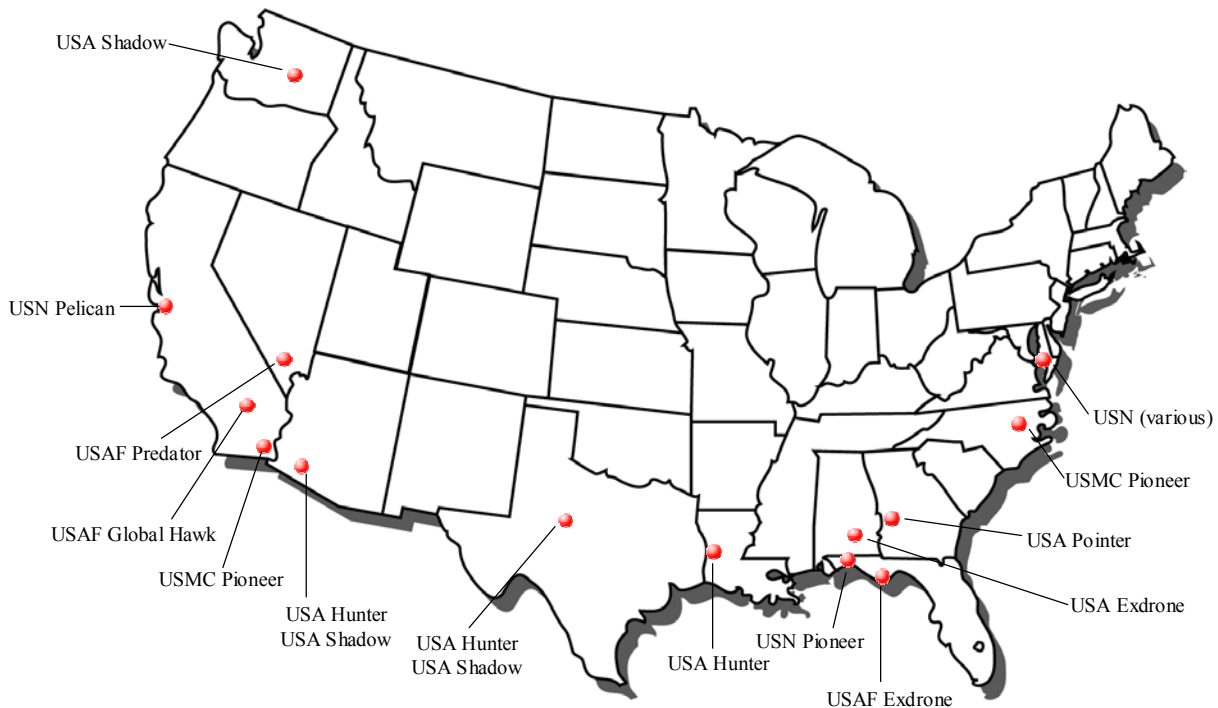 USA Shadow
USN Pelican
USAF Predator
USAF Global Hawk
USMC Pioneer
USA Hunter
USA Shadow
USA Hunter
USA Shadow
USA Hunter
USN Pioneer
USAF Exdrone
USA Exdrone
USA Pointer
USMC Pioneer
USN (various)